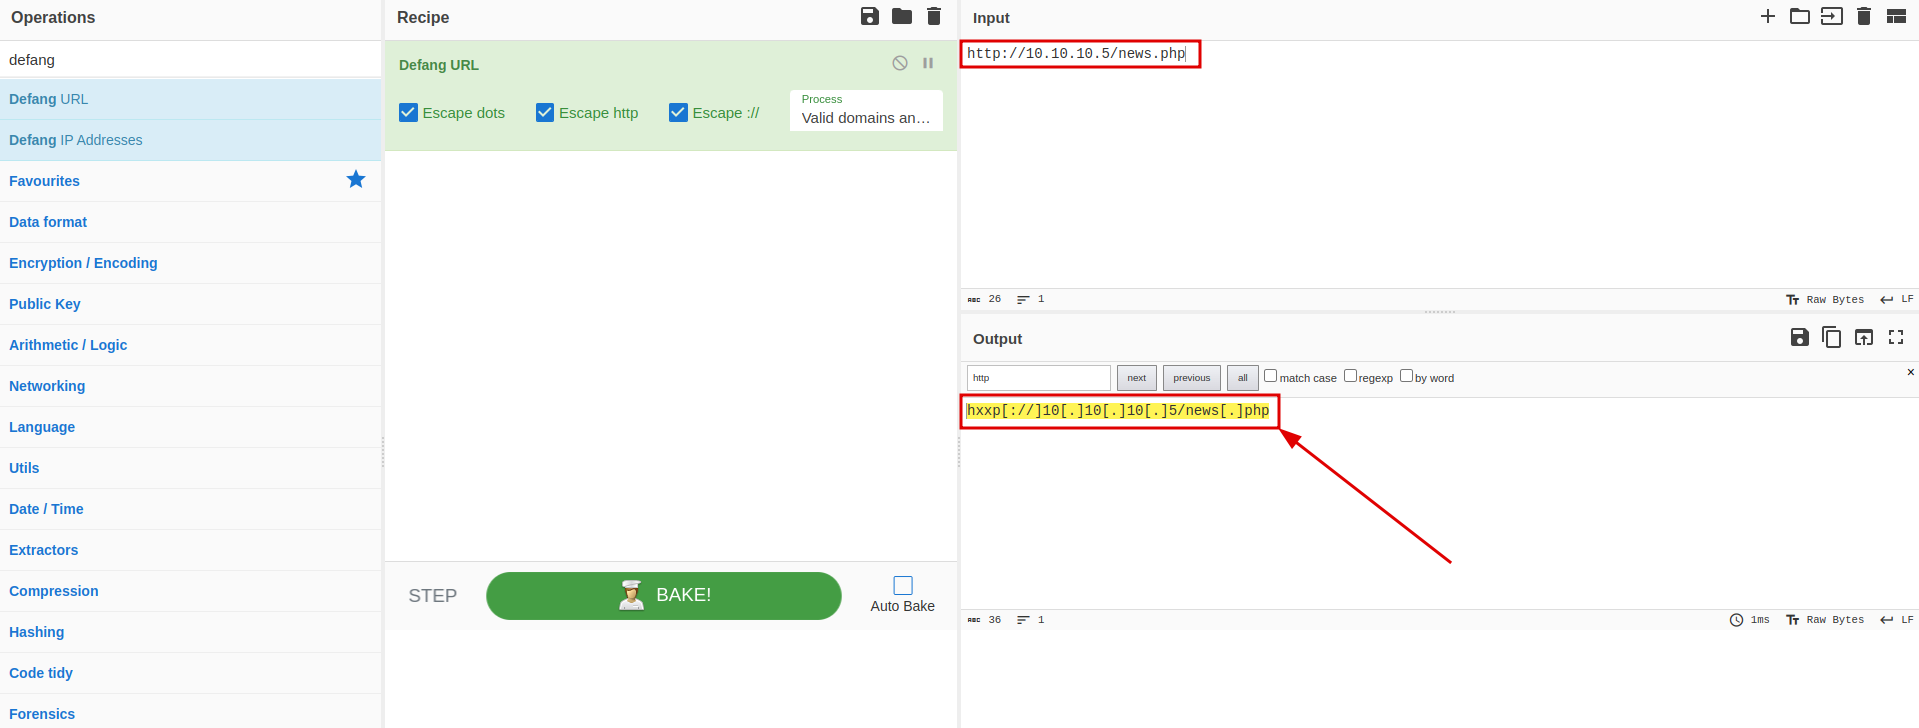 Operations
defang
Defang URL
Defang IP Addresses
Favourites
Data format
Encryption / Encoding
Public Key
Arithmetic / Logic
Networking
Language
Utils
Date / Time
Extractors
Compression
Hashing
Code tidy
Forensics
Recipe
Defang URL
Escape dots
Escape http
Escape ://
Process
Valid domains an…
STEP
BAKE!
Auto Bake
Input
http://10.10.10.5/news.php
ABC 26 1
Raw Bytes LF
Output
http next previous all match case regexp by word ×
hxxp[://]10[.]10[.]10[.]5/news[.]php
ABC 36 1
1ms Tт Raw Bytes LF